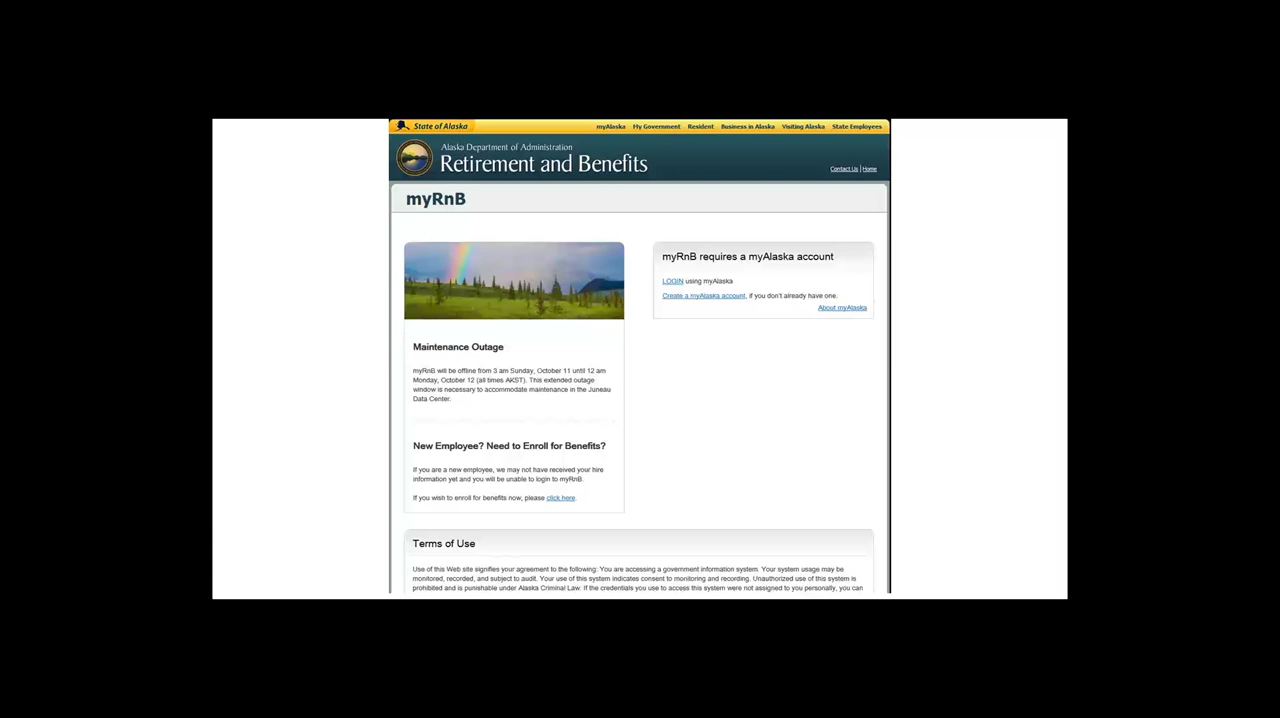 State of Alaska
myAlaska My Government Resident Business in Alaska Visiting Alaska State Employees
Alaska Department of Administration
Retirement and Benefits
Contact Us | Home
myRnB
myRnB requires a myAlaska account
LOGIN using myAlaska
Create a myAlaska account, if you don't already have one.
About myAlaska
Maintenance Outage
myRnB will be offline from 3 am Sunday, October 11 until 12 am
Monday, October 12 (all times AKST). This extended outage
window is necessary to accommodate maintenance in the Juneau
Data Center.
New Employee? Need to Enroll for Benefits?
If you are a new employee, we may not have received your hire
information yet and you will be unable to login to myRnB.
If you wish to enroll for benefits now, please click here.
Terms of Use
Use of this Web site signifies your agreement to the following: You are accessing a government information system. Your system usage may be
monitored, recorded, and subject to audit. Your use of this system indicates consent to monitoring and recording. Unauthorized use of this system is
prohibited and is punishable under Alaska Criminal Law. If the credentials you use to access this system were not assigned to you personally, you can